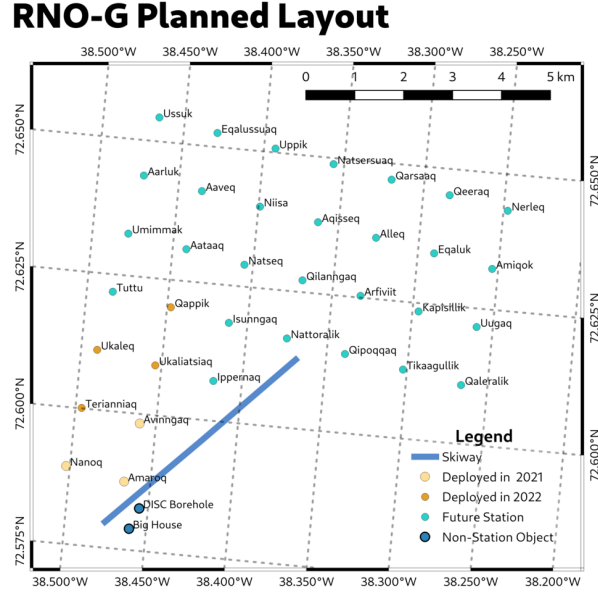 RNO-G Planned Layout
38.500°W 38.450°W 38.400°W 38.350°W 38.300°W 38.250°W
0 1 2 3 4 5 km
Ussuk
Eqalussuaq
72.650°N
Uppik
Natsersuaq
Aarluk
Qarsaaq
72.650°N
Aaveq
Qeeraq
Niisa
Nerleq
Aqisseq
Umimmak
Alleq
Aataaq
Eqaluk
Natseq
Amiqok
72.625°N
Qilanngaq
Tuttu
Arfiviit
Qappik
Kapisillik
72.625°N
Isunngaq
Uugaq
Nattoralik
Ukaleq
Qipoqqaq
Ukaliatsiaq
Tikaagullik
Ippernaq
Qaleralik
72.600°N
Terianniaq
Avinngaq
Legend
72.600°N
Skiway
Nanoq
Amaroq
Deployed in 2021
Deployed in 2022
DISC Borehole
Future Station
Big House
Non-Station Object
72.575°N
38.500°W 38.450°W 38.400°W 38.350°W 38.300°W 38.250°W 38.200°W